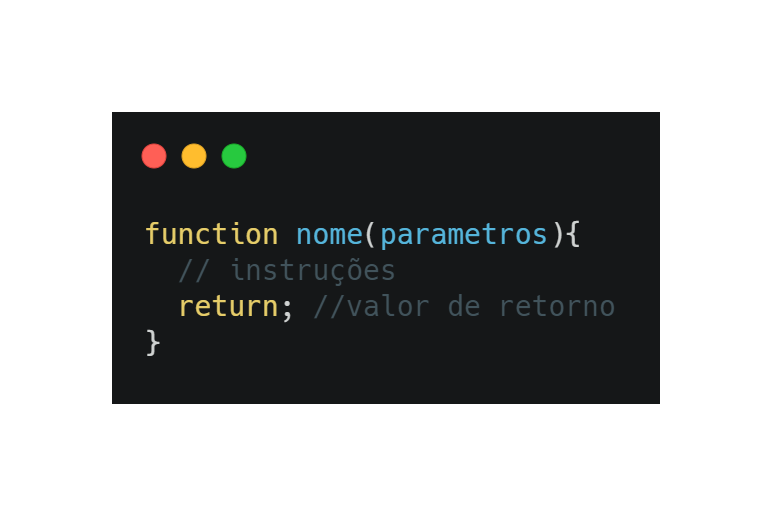 function nome(parametros){
// instruções
return; //valor de retorno
}